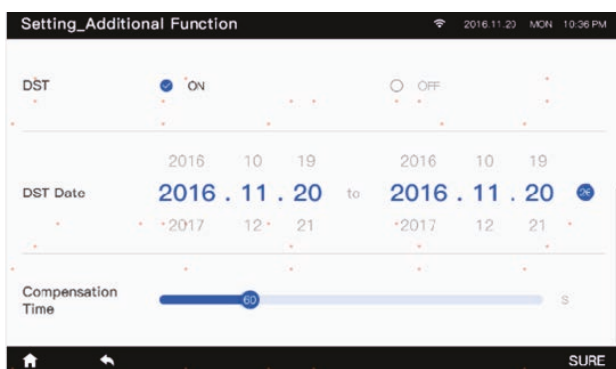 Setting_Additional Function 2016.11.20 MON 10:36 PM
DST ON OFF
2016 10 19 2016 10 19
DST Date 2016 . 11 . 20 to 2016 . 11 . 20
2017 12 21 2017 12 21
Compensation
Time
60 S
SURE